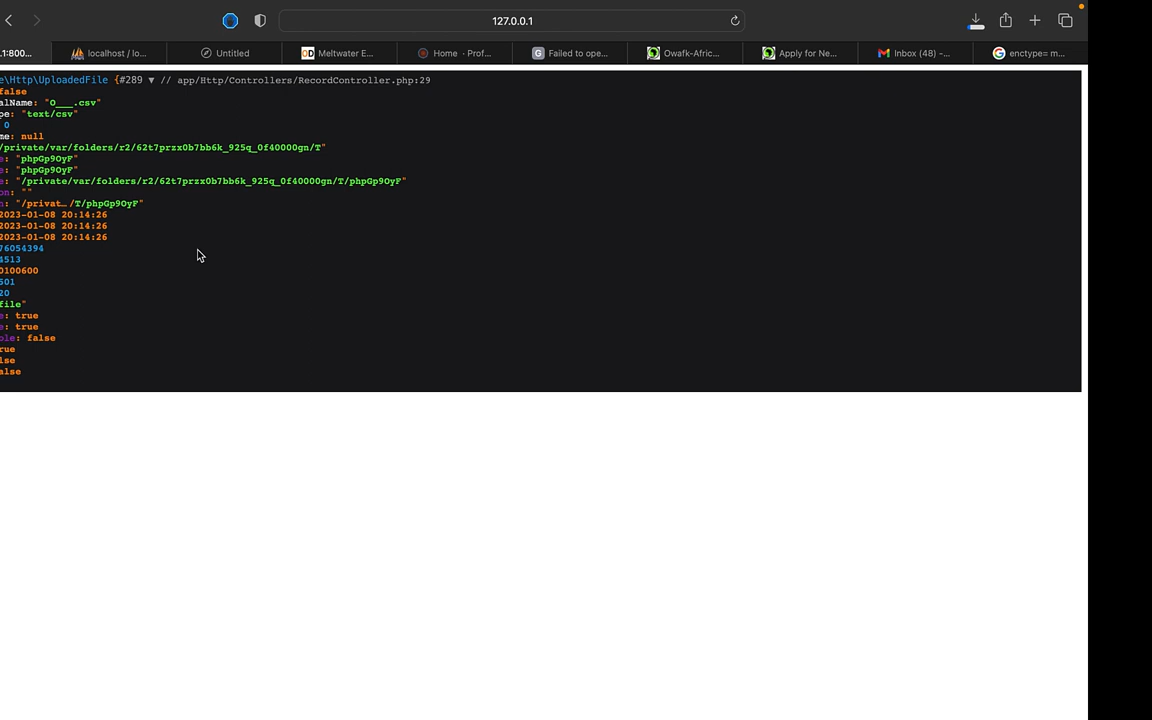 127.0.0.1
.1:800... localhost / lo... Untitled Meltwater E... Home · Prof... Failed to ope... Owafk-Afric... Apply for Ne... Inbox (48) -... enctype= m...
e\Http\UploadedFile {#289 ▼ // app/Http/Controllers/RecordController.php:29
false
alName: "O___.csv"
pe: "text/csv"
0
me: null
/private/var/folders/r2/62t7przx0b7bb6k_925q_0f40000gn/T"
e: "phpGp9OyF"
e: "phpGp9OyF"
e: "/private/var/folders/r2/62t7przx0b7bb6k_925q_0f40000gn/T/phpGp9OyF"
on: ""
h: "/privat… /T/phpGp9OyF"
2023-01-08 20:14:26
2023-01-08 20:14:26
2023-01-08 20:14:26
76054394
4513
0100600
501
20
file"
e: true
e: true
ble: false
rue
lse
alse